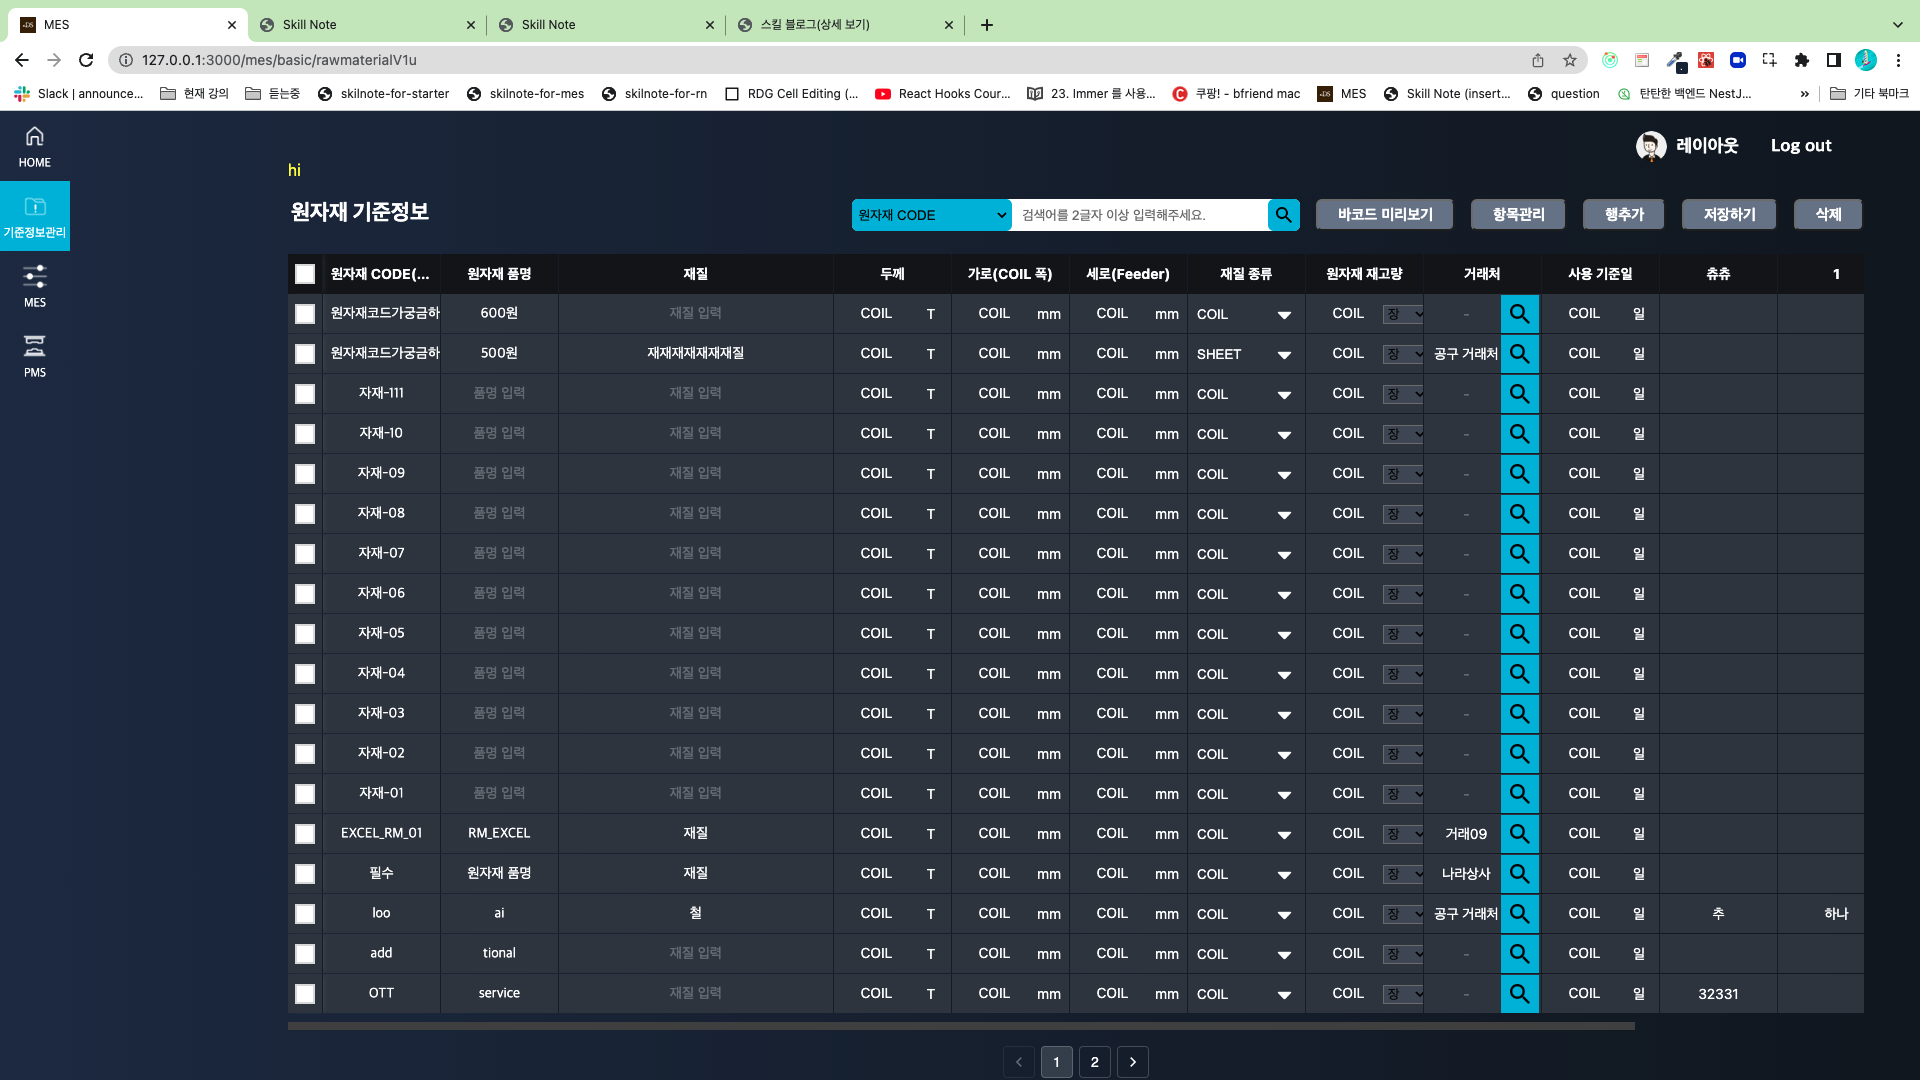 MES
Skill Note
Skill Note
스킬 블로그(상세 보기)
127.0.0.1:3000/mes/basic/rawmaterialV1u
Slack | announce...
현재 강의
듣는중
skilnote-for-starter
skilnote-for-mes
skilnote-for-rn
RDG Cell Editing (...
React Hooks Cour...
23. Immer 를 사용...
쿠팡! - bfriend mac
MES
Skill Note (insert...
question
탄탄한 백엔드 NestJ...
»
기타 북마크
HOME
기준정보관리
MES
PMS
레이아웃 Log out
hi
원자재 기준정보
원자재 CODE 검색어를 2글자 이상 입력해주세요. 바코드 미리보기 항목관리 행추가 저장하기 삭제
원자재 CODE(... 원자재 품명 재질 두께 가로(COIL 폭) 세로(Feeder) 재질 종류 원자재 재고량 거래처 사용 기준일 츄츄 1
원자재코드가궁금하 600원 재질 입력 COIL T COIL mm COIL mm COIL COIL 장 - COIL 일
원자재코드가궁금하 500원 재재재재재재재질 COIL T COIL mm COIL mm SHEET COIL 장 공구 거래처 COIL 일
자재-111 품명 입력 재질 입력 COIL T COIL mm COIL mm COIL COIL 장 - COIL 일
자재-10 품명 입력 재질 입력 COIL T COIL mm COIL mm COIL COIL 장 - COIL 일
자재-09 품명 입력 재질 입력 COIL T COIL mm COIL mm COIL COIL 장 - COIL 일
자재-08 품명 입력 재질 입력 COIL T COIL mm COIL mm COIL COIL 장 - COIL 일
자재-07 품명 입력 재질 입력 COIL T COIL mm COIL mm COIL COIL 장 - COIL 일
자재-06 품명 입력 재질 입력 COIL T COIL mm COIL mm COIL COIL 장 - COIL 일
자재-05 품명 입력 재질 입력 COIL T COIL mm COIL mm COIL COIL 장 - COIL 일
자재-04 품명 입력 재질 입력 COIL T COIL mm COIL mm COIL COIL 장 - COIL 일
자재-03 품명 입력 재질 입력 COIL T COIL mm COIL mm COIL COIL 장 - COIL 일
자재-02 품명 입력 재질 입력 COIL T COIL mm COIL mm COIL COIL 장 - COIL 일
자재-01 품명 입력 재질 입력 COIL T COIL mm COIL mm COIL COIL 장 - COIL 일
EXCEL_RM_01 RM_EXCEL 재질 COIL T COIL mm COIL mm COIL COIL 장 거래09 COIL 일
필수 원자재 품명 재질 COIL T COIL mm COIL mm COIL COIL 장 나라상사 COIL 일
loo ai 철 COIL T COIL mm COIL mm COIL COIL 장 공구 거래처 COIL 일 추 하나
add tional 재질 입력 COIL T COIL mm COIL mm COIL COIL 장 - COIL 일
OTT service 재질 입력 COIL T COIL mm COIL mm COIL COIL 장 - COIL 일 32331
1 2